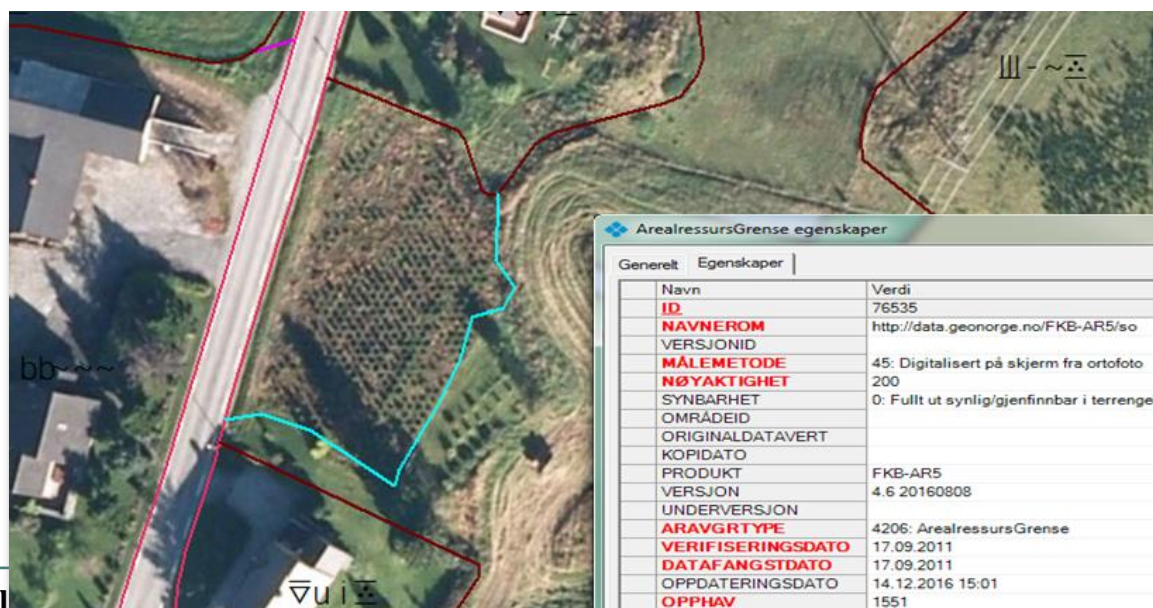 Ш - ~
ArealressursGrense egenskaper
Generelt Egenskaper
Navn Verdi
ID 76535
NAVNEROM http://data.geonorge.no/FKB-AR5/so
VERSJONID
MÅLEMETODE 45: Digitalisert på skjerm fra ortofoto
NØYAKTIGHET 200
SYNBARHET 0: Fullt ut synlig/gjenfinnbar i terrenge
OMRÅDEID
ORIGINALDATAVERT
KOPIDATO
PRODUKT FKB-AR5
VERSJON 4.6 20160808
UNDERVERSJON
ARAVGRTYPE 4206: ArealressursGrense
VERIFISERINGSDATO 17.09.2011
DATAFANGSTDATO 17.09.2011
OPPDATERINGSDATO 14.12.2016 15:01
OPPHAV 1551
bb~~~
u i